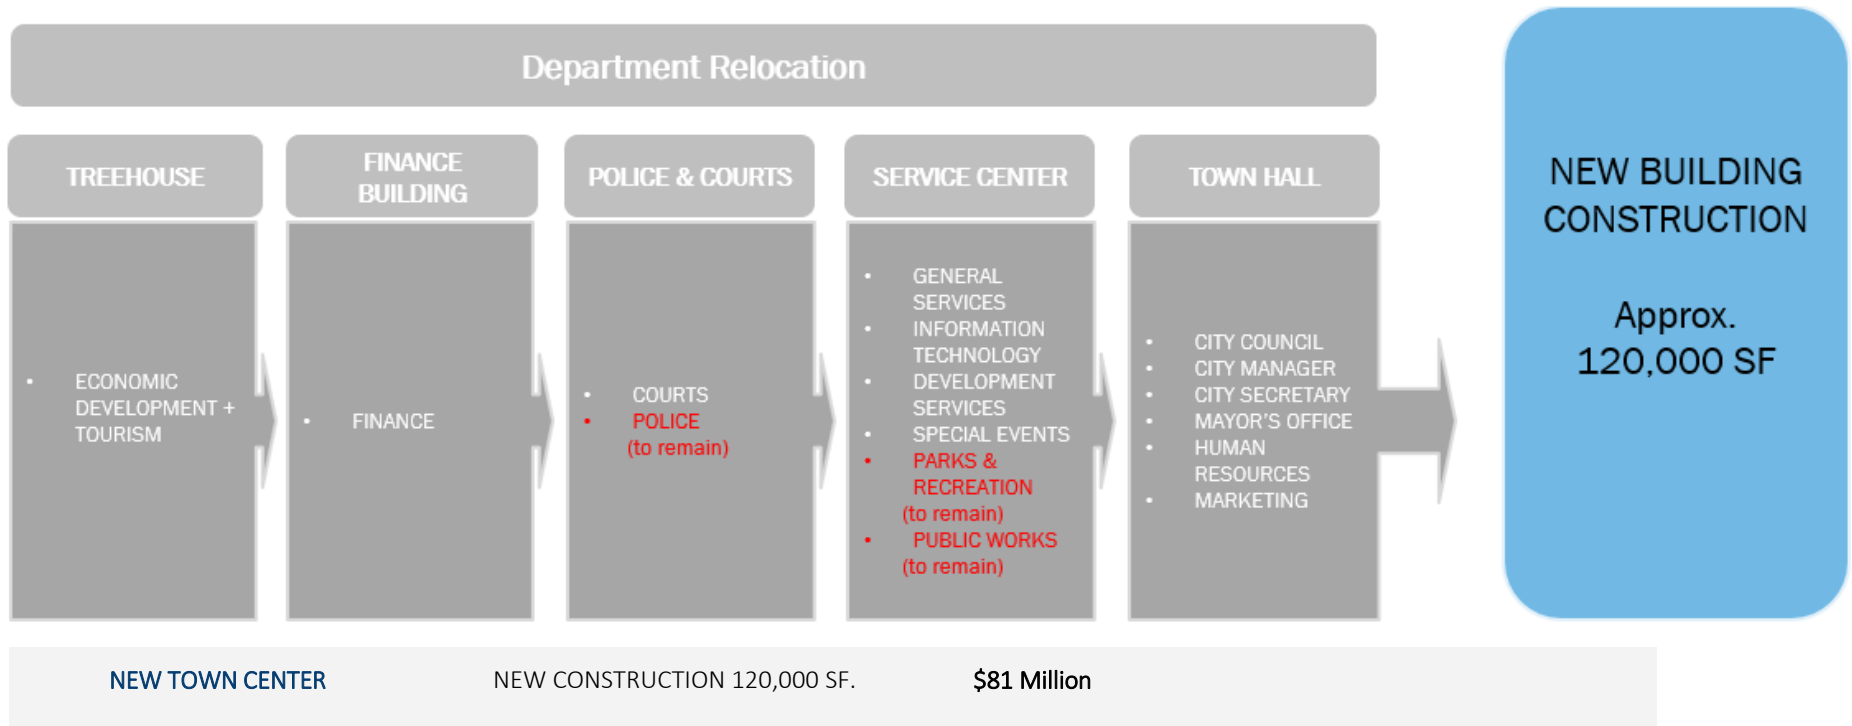 Department Relocation
TREEHOUSE
FINANCE
BUILDING
POLICE & COURTS
SERVICE CENTER
TOWN HALL
• ECONOMIC
DEVELOPMENT +
TOURISM
• FINANCE
• COURTS
• POLICE
(to remain)
• GENERAL
SERVICES
• INFORMATION
TECHNOLOGY
• DEVELOPMENT
SERVICES
• SPECIAL EVENTS
• PARKS &
RECREATION
(to remain)
• PUBLIC WORKS
(to remain)
• CITY COUNCIL
• CITY MANAGER
• CITY SECRETARY
• MAYOR'S OFFICE
• HUMAN
RESOURCES
• MARKETING
NEW BUILDING
CONSTRUCTION
Approx.
120,000 SF
NEW TOWN CENTER NEW CONSTRUCTION 120,000 SF. $81 Million